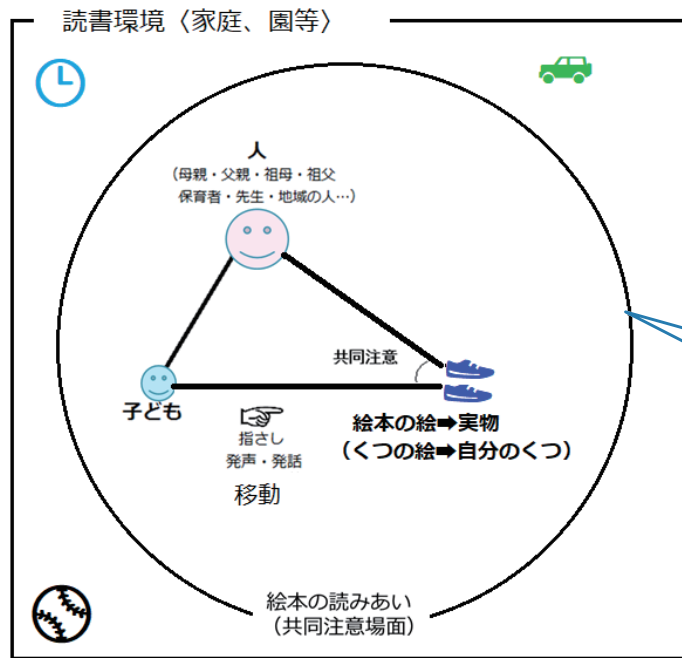 読書環境〈家庭、園等〉
人
(母親・父親・祖母・祖父
保育者・先生・地域の人…)
共同注意
子ども
指さし
発声・発話
移動
絵本の絵➡実物
(くつの絵➡自分のくつ)
絵本の読みあい
(共同注意場面)